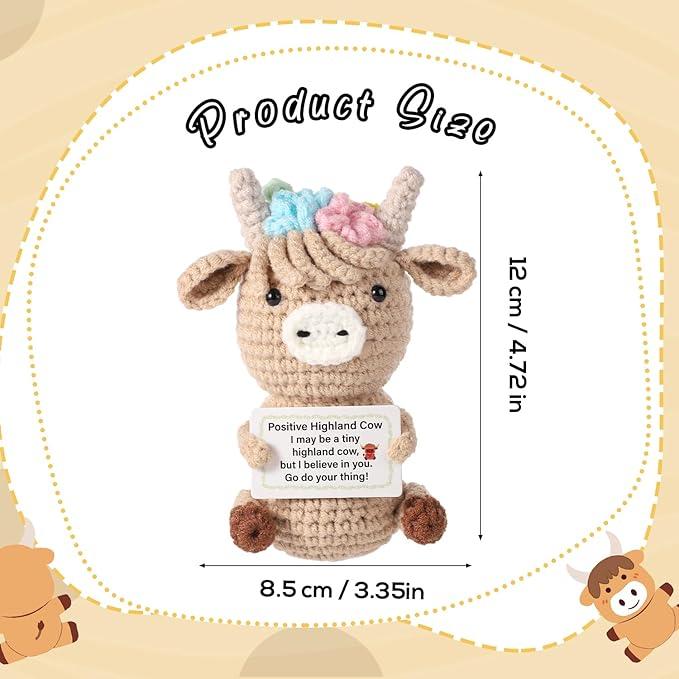 Product Size
12 cm / 4.72 in
Positive Highland Cow
I may be a tiny
highland cow,
but I believe in you.
Go do your thing!
8.5 cm / 3.35in